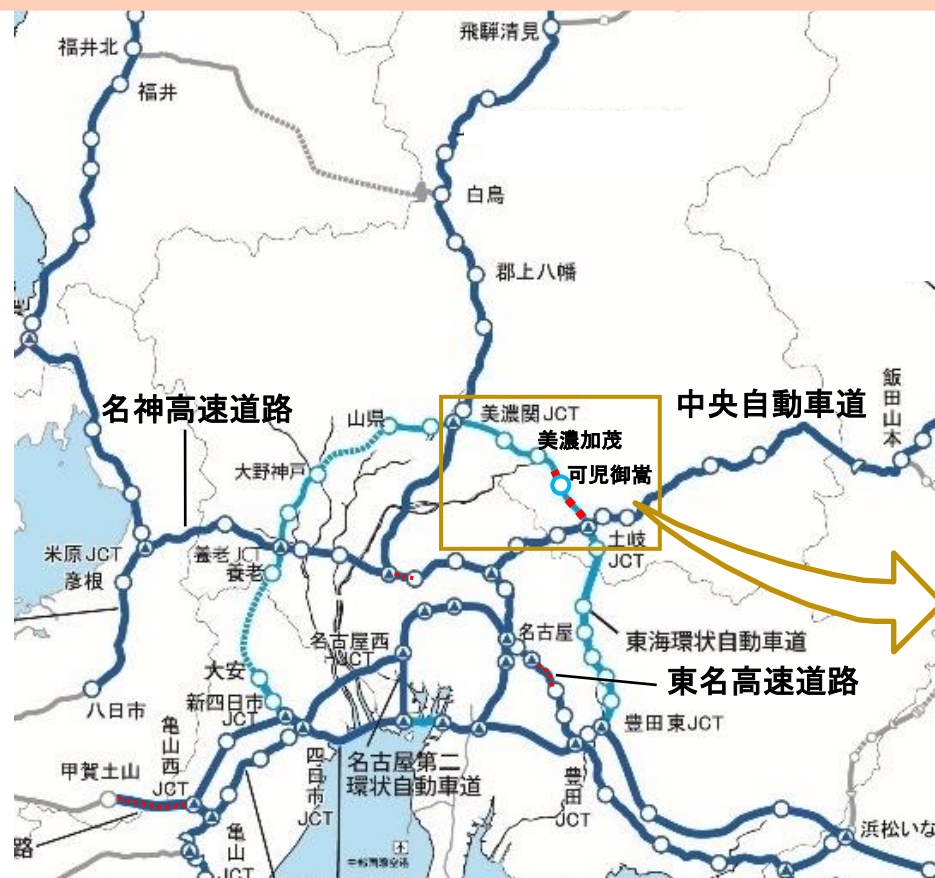 飛騨清見
福井北
福井
白鳥
郡上八幡
名神高速道路
山県
美濃関JCT
中央自動車道
飯田山本
美濃加茂
可児御嵩
大野神戸
米原JCT
彦根
養老JCT
養老
土岐
JCT
名古屋西
JCT
名古屋
東海環状自動車道
大安
東名高速道路
新四日市
JCT
八日市
豊田東JCT
亀山西
JCT
甲賀土山
四日市
JCT
名古屋第二
環状自動車道
豊田
JCT
路
亀山
JCT
中部国際空港
浜松いな